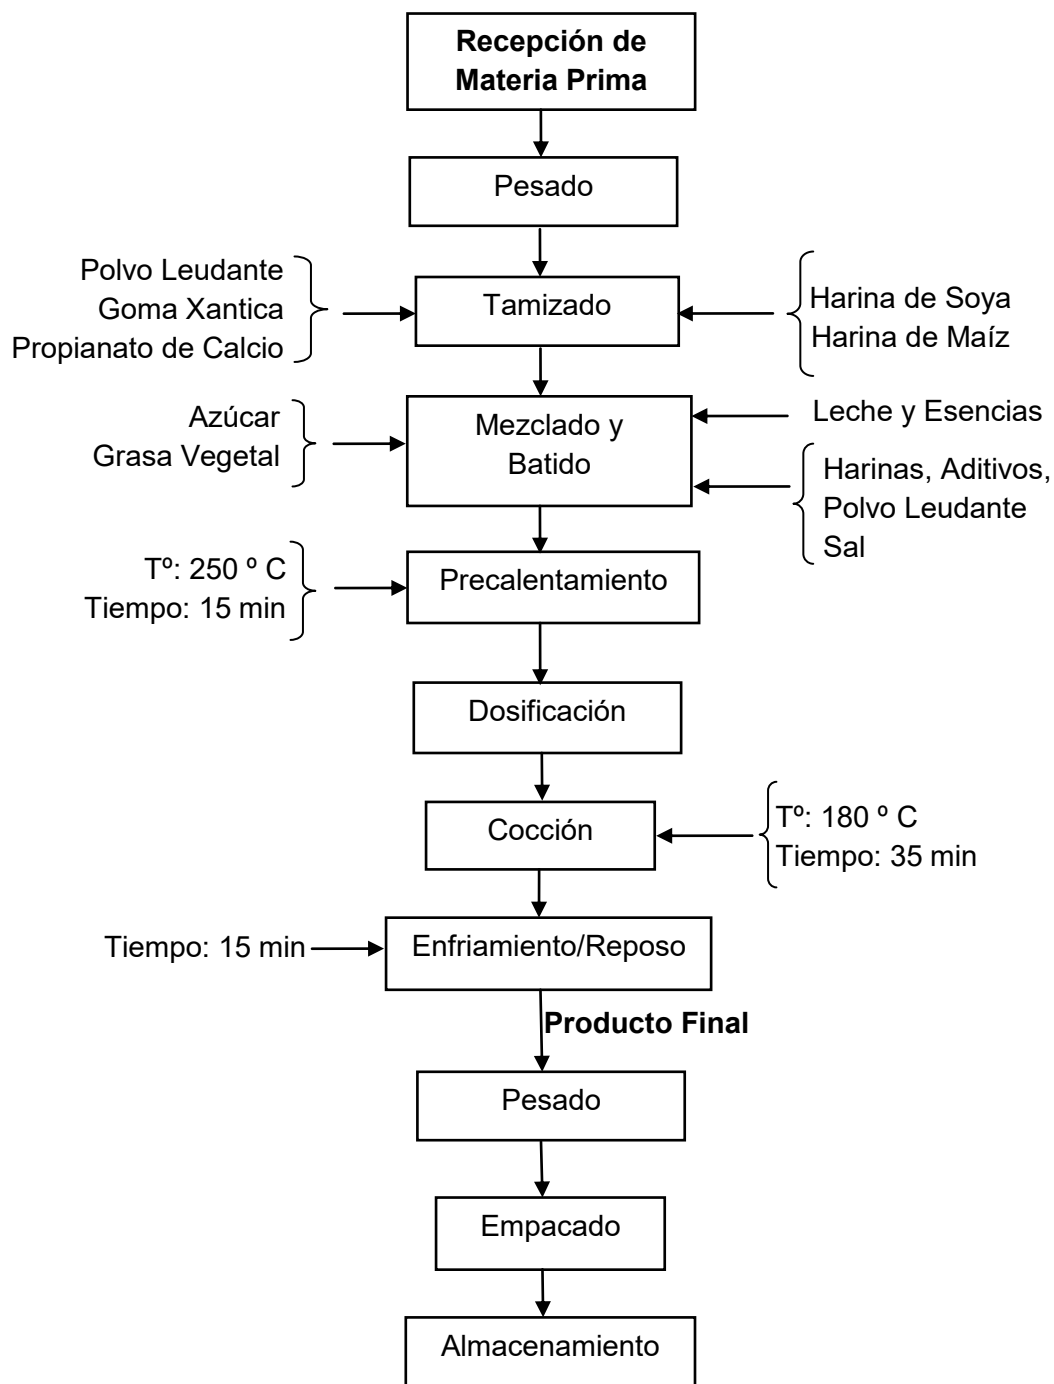 Recepción de
Materia Prima
Pesado
Polvo Leudante
Goma Xantica
Propianato de Calcio
Tamizado
Harina de Soya
Harina de Maíz
Azúcar
Grasa Vegetal
Mezclado y
Batido
Leche y Esencias
Harinas, Aditivos,
Polvo Leudante
Sal
Tº: 250 º C
Tiempo: 15 min
Precalentamiento
Dosificación
Cocción
Tº: 180 º C
Tiempo: 35 min
Tiempo: 15 min
Enfriamiento/Reposo
Producto Final
Pesado
Empacado
Almacenamiento